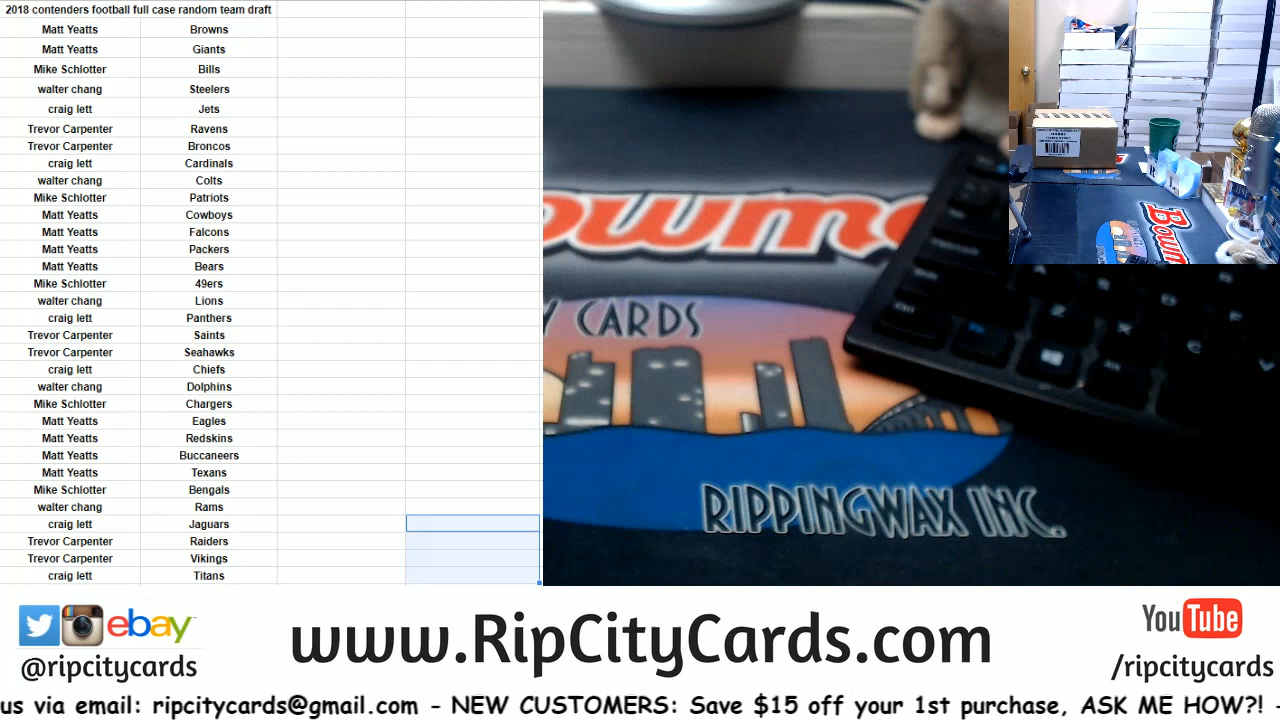 2018 contenders football full case random team draft
Matt Yeatts Browns
Matt Yeatts Giants
Mike Schlotter Bills
walter chang Steelers
craig lett Jets
Trevor Carpenter Ravens
Trevor Carpenter Broncos
craig lett Cardinals
walter chang Colts
Mike Schlotter Patriots
Matt Yeatts Cowboys
Matt Yeatts Falcons
Matt Yeatts Packers
Matt Yeatts Bears
Mike Schlotter 49ers
walter chang Lions
craig lett Panthers
Trevor Carpenter Saints
Trevor Carpenter Seahawks
craig lett Chiefs
walter chang Dolphins
Mike Schlotter Chargers
Matt Yeatts Eagles
Matt Yeatts Redskins
Matt Yeatts Buccaneers
Matt Yeatts Texans
Mike Schlotter Bengals
walter chang Rams
craig lett Jaguars
Trevor Carpenter Raiders
Trevor Carpenter Vikings
craig lett Titans
Bowm
owm
Y CARDS
RIPPINGWAX INC.
Z
X
C
V
ebay
@ripcitycards
www.RipCityCards.com
YouTube
/ripcitycards
us via email: ripcitycards@gmail.com - NEW CUSTOMERS: Save $15 off your 1st purchase, ASK ME HOW?! -